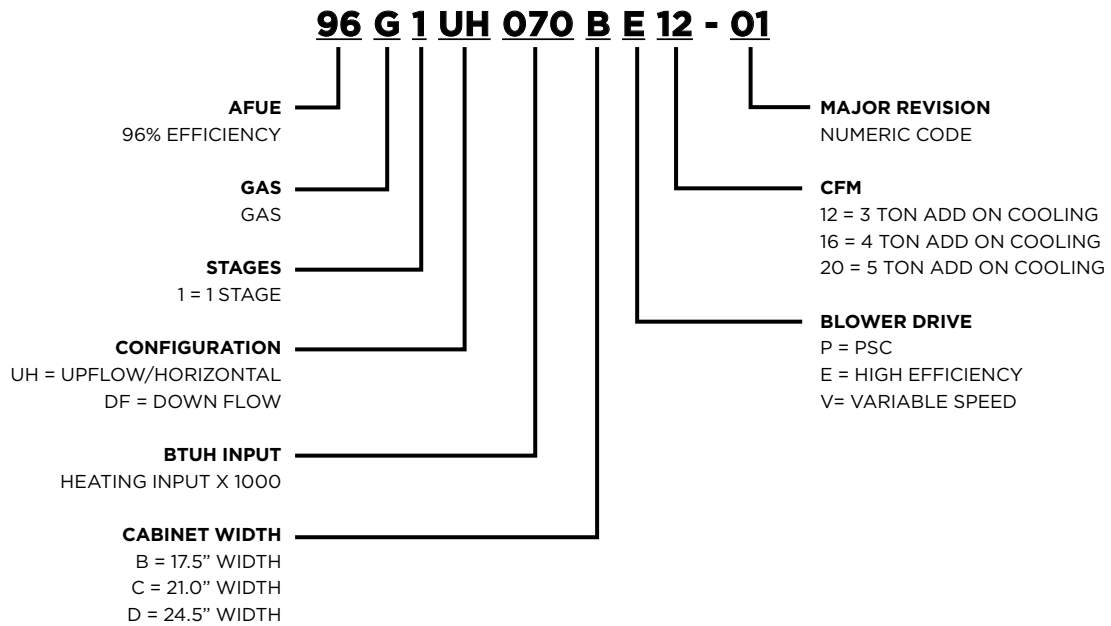 96 G 1 UH 070 B E 12 - 01
AFUE
96% EFFICIENCY
GAS
GAS
STAGES
1 = 1 STAGE
CONFIGURATION
UH = UPFLOW/HORIZONTAL
DF = DOWN FLOW
BTUH INPUT
HEATING INPUT X 1000
CABINET WIDTH
B = 17.5” WIDTH
C = 21.0” WIDTH
D = 24.5” WIDTH
MAJOR REVISION
NUMERIC CODE
CFM
12 = 3 TON ADD ON COOLING
16 = 4 TON ADD ON COOLING
20 = 5 TON ADD ON COOLING
BLOWER DRIVE
P = PSC
E = HIGH EFFICIENCY
V= VARIABLE SPEED